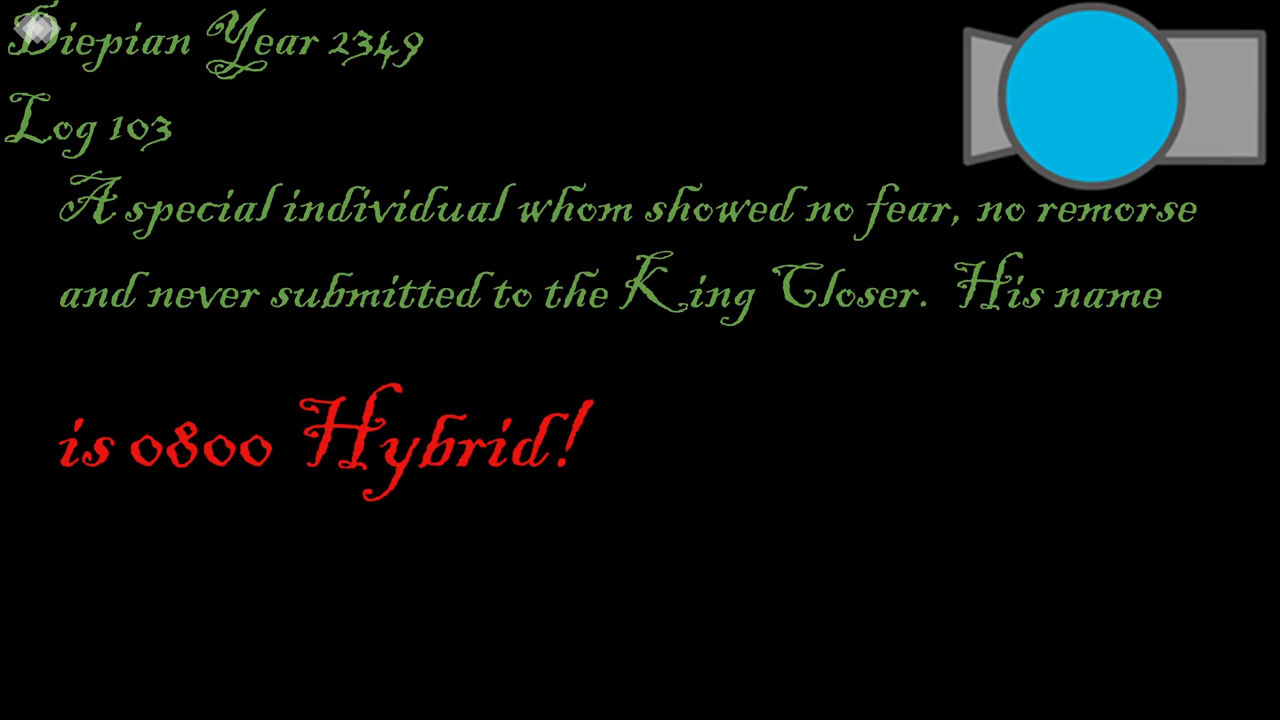 Diepian Year 2349
Log 103
A special individual whom showed no fear, no remorse
and never submitted to the King Closer. His name
is 0800 Hybrid!